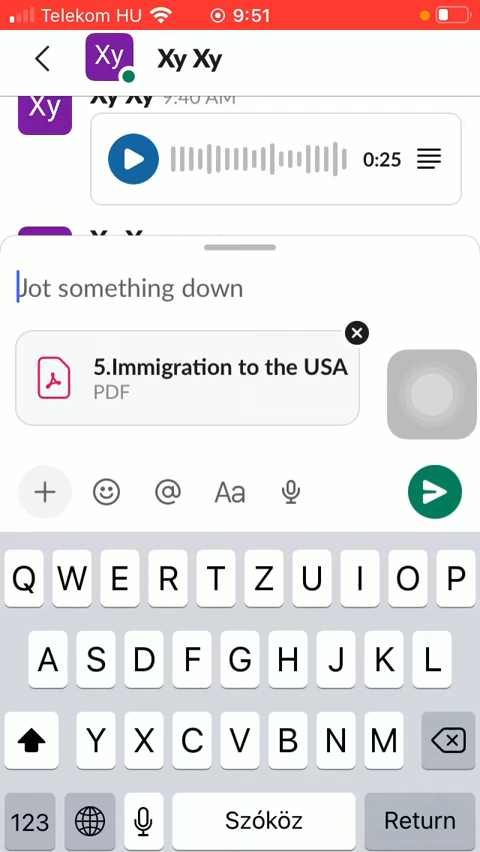 Telekom HU 9:51
Xy Xy Xy
Xy Xy Xy 9:40 AM
0:25
Jot something down
5.Immigration to the USA
PDF
@ Aa
Q W E R T Z U I O P
A S D F G H J K L
Y X C V B N M
123 Szóköz Return